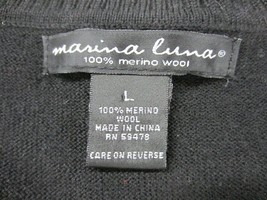 marina luna®
100% merino wool
L
100% MERINO
WOOL
MADE IN CHINA
RN 59478
CARE ON REVERSE